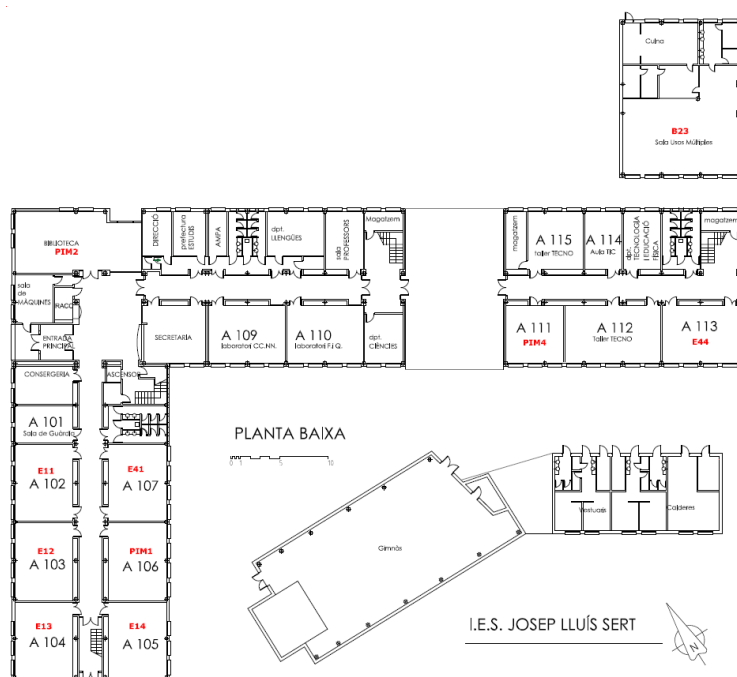 Cuina
B23
Sala Usos Múltiples
BIBLIOTECA
PIM2
DIRECCIÓ
prefectura
ESTUDIS
AMPA
dpt.
LLENGÜES
sala
PROFESSORS
Magatzem
magatzem
A 115
taller TECNO
A 114
Aula TIC
dpt.
TECNOLOGÍA
I EDUCACIÓ
FÍSICA
magatzem
sala
de
MÀQUINES
RACC
ENTRADA
PRINCIPAL
SECRETARÍA
A 109
laboratori CC.NN.
A 110
laboratori F.i Q.
dpt.
CIÈNCIES
A 111
PIM4
A 112
Taller TECNO
A 113
E44
CONSERGERIA
ASCENSOR
A 101
Sala de Guàrdia
E11
A 102
E41
A 107
E12
A 103
PIM1
A 106
E13
A 104
E14
A 105
PLANTA BAIXA
0 1 5 10
Gimnàs
Vestuaris
Calderes
I.E.S. JOSEP LLUÍS SERT
N